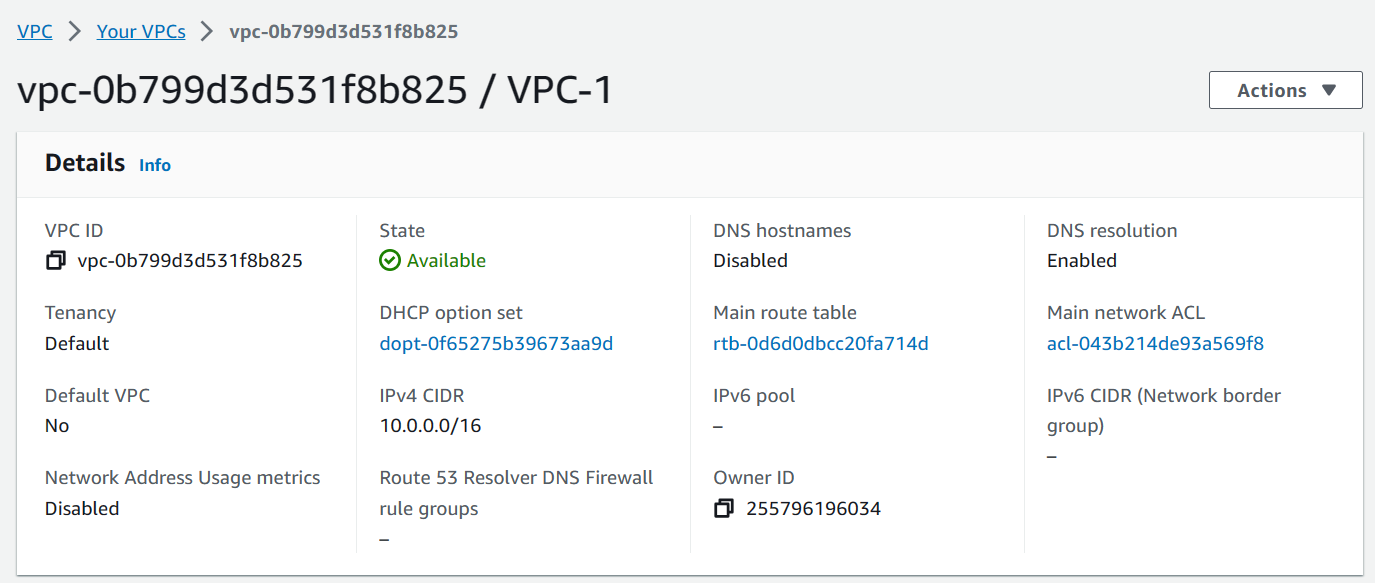 VPC > Your VPCs > vpc-0b799d3d531f8b825
vpc-0b799d3d531f8b825 / VPC-1
Actions ▼
Details Info
VPC ID
vpc-0b799d3d531f8b825
State
Available
DNS hostnames
Disabled
DNS resolution
Enabled
Tenancy
Default
DHCP option set
dopt-0f65275b39673aa9d
Main route table
rtb-0d6d0dbcc20fa714d
Main network ACL
acl-043b214de93a569f8
Default VPC
No
IPv4 CIDR
10.0.0.0/16
IPv6 pool
–
IPv6 CIDR (Network border
group)
–
Network Address Usage metrics
Disabled
Route 53 Resolver DNS Firewall
rule groups
–
Owner ID
255796196034